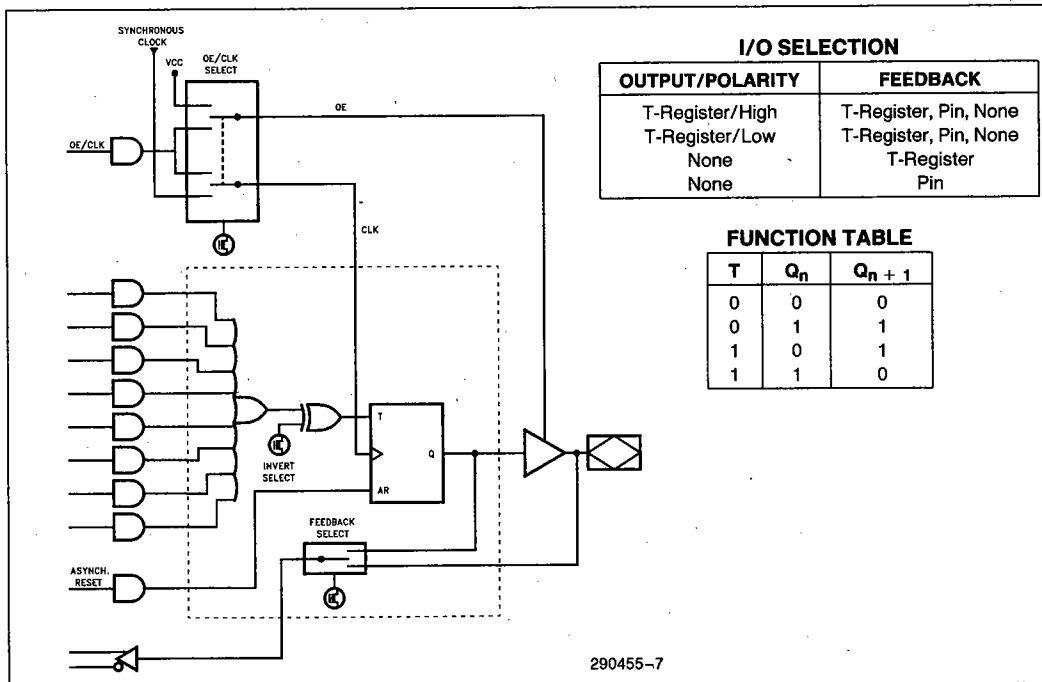 SYNCHRONOUS
CLOCK
VCC
OE/CLK
SELECT
OE
OE/CLK
CLK
T
Q
AR
INVERT
SELECT
FEEDBACK
SELECT
ASYNCH.
RESET
I/O SELECTION
OUTPUT/POLARITY FEEDBACK
T-Register/High T-Register, Pin, None
T-Register/Low T-Register, Pin, None
None T-Register
None Pin
FUNCTION TABLE
T Qn Qn + 1
0 0 0
0 1 1
1 0 1
1 1 0
290455-7